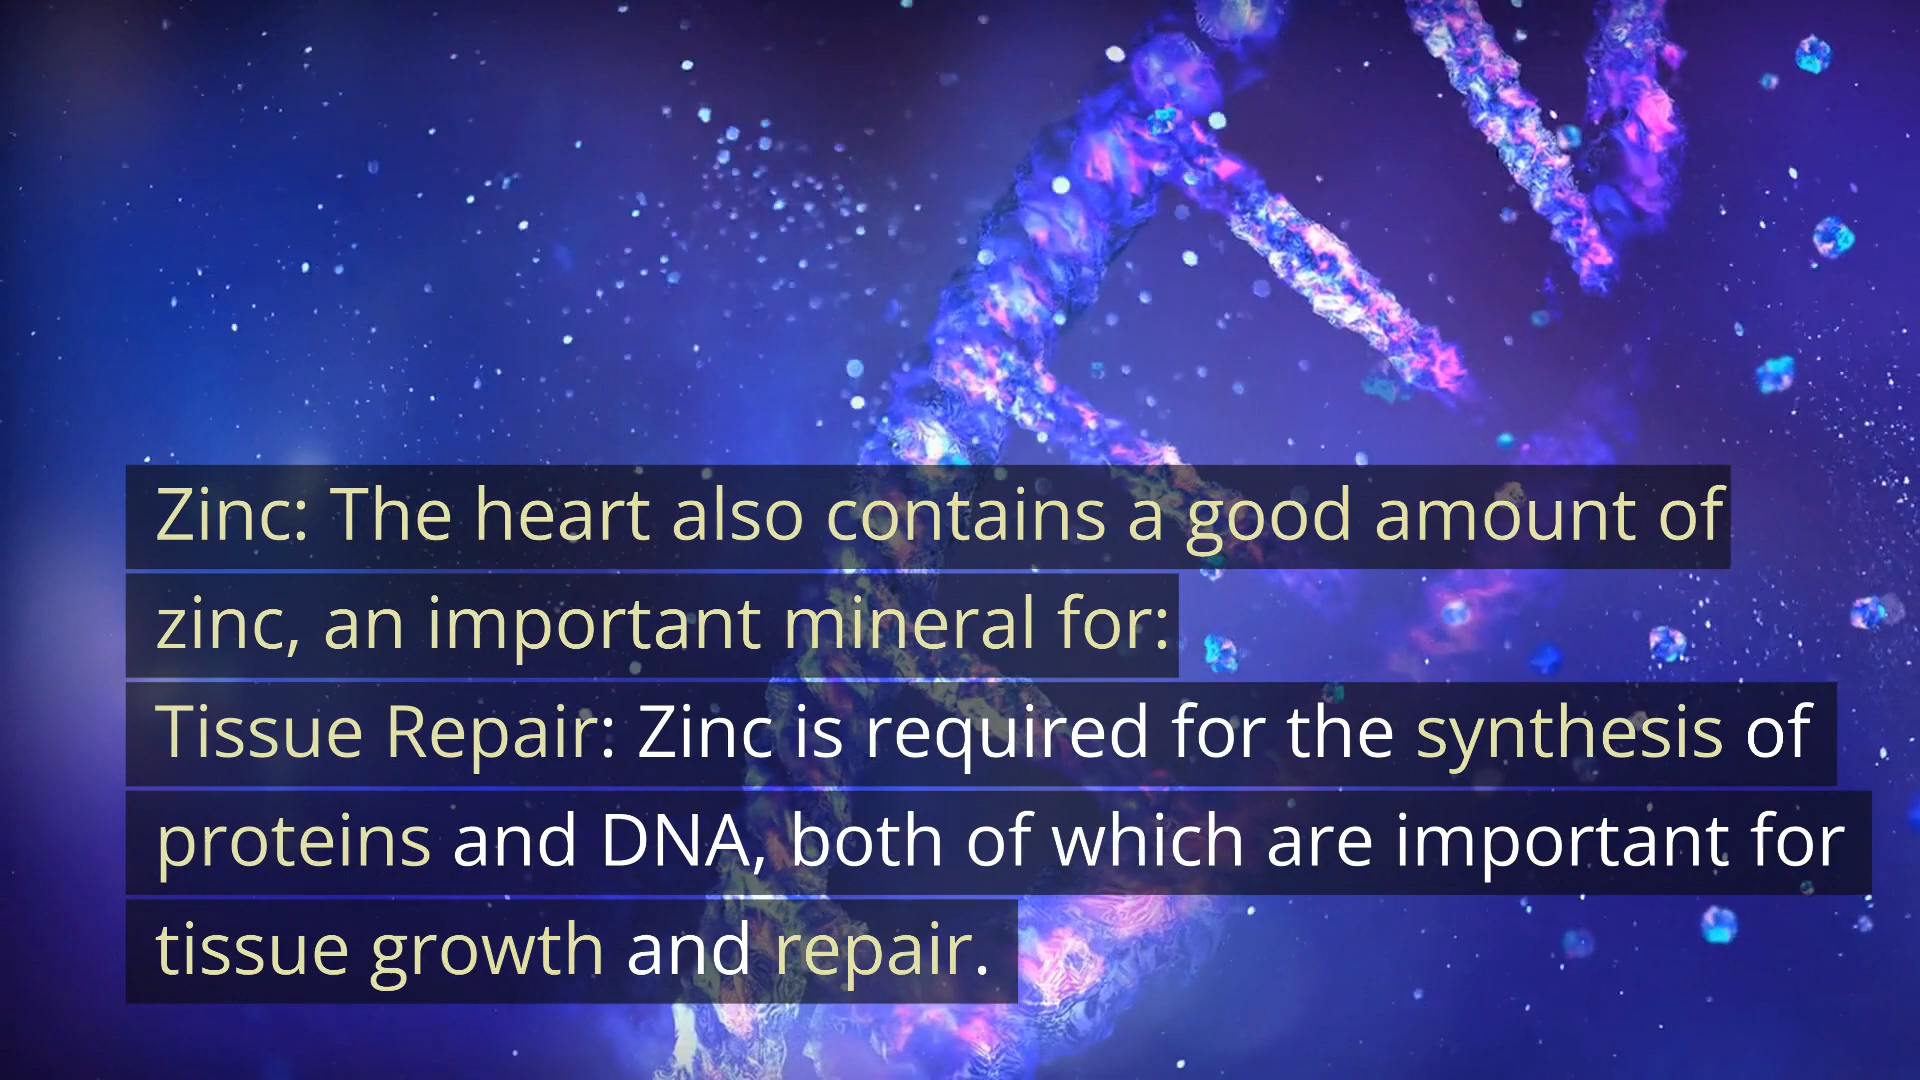 Zinc: The heart also contains a good amount of
zinc, an important mineral for:
Tissue Repair: Zinc is required for the synthesis of
proteins and DNA, both of which are important for
tissue growth and repair.